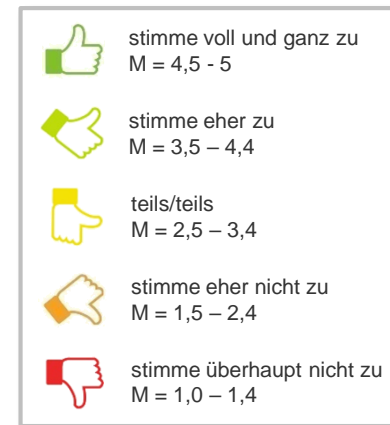 stimme voll und ganz zu
M = 4,5 - 5
stimme eher zu
M = 3,5 – 4,4
teils/teils
M = 2,5 – 3,4
stimme eher nicht zu
M = 1,5 – 2,4
stimme überhaupt nicht zu
M = 1,0 – 1,4